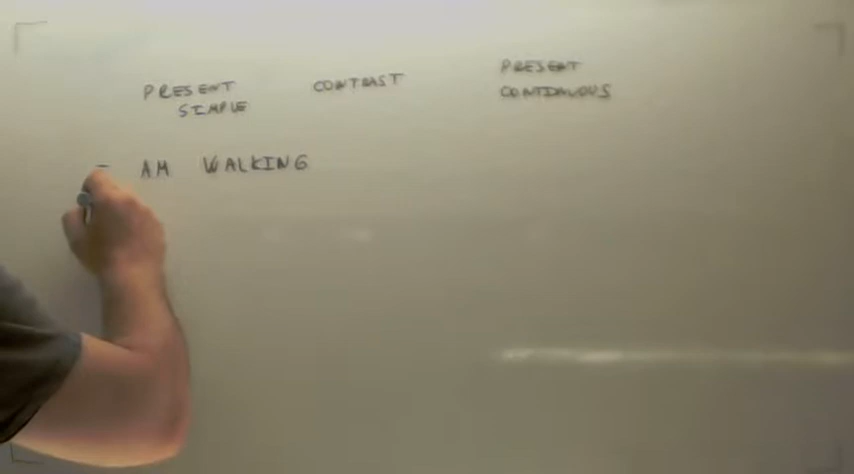 PRESENT SIMPLE
CONTRAST
PRESENT CONTINUOUS
AM WALKING